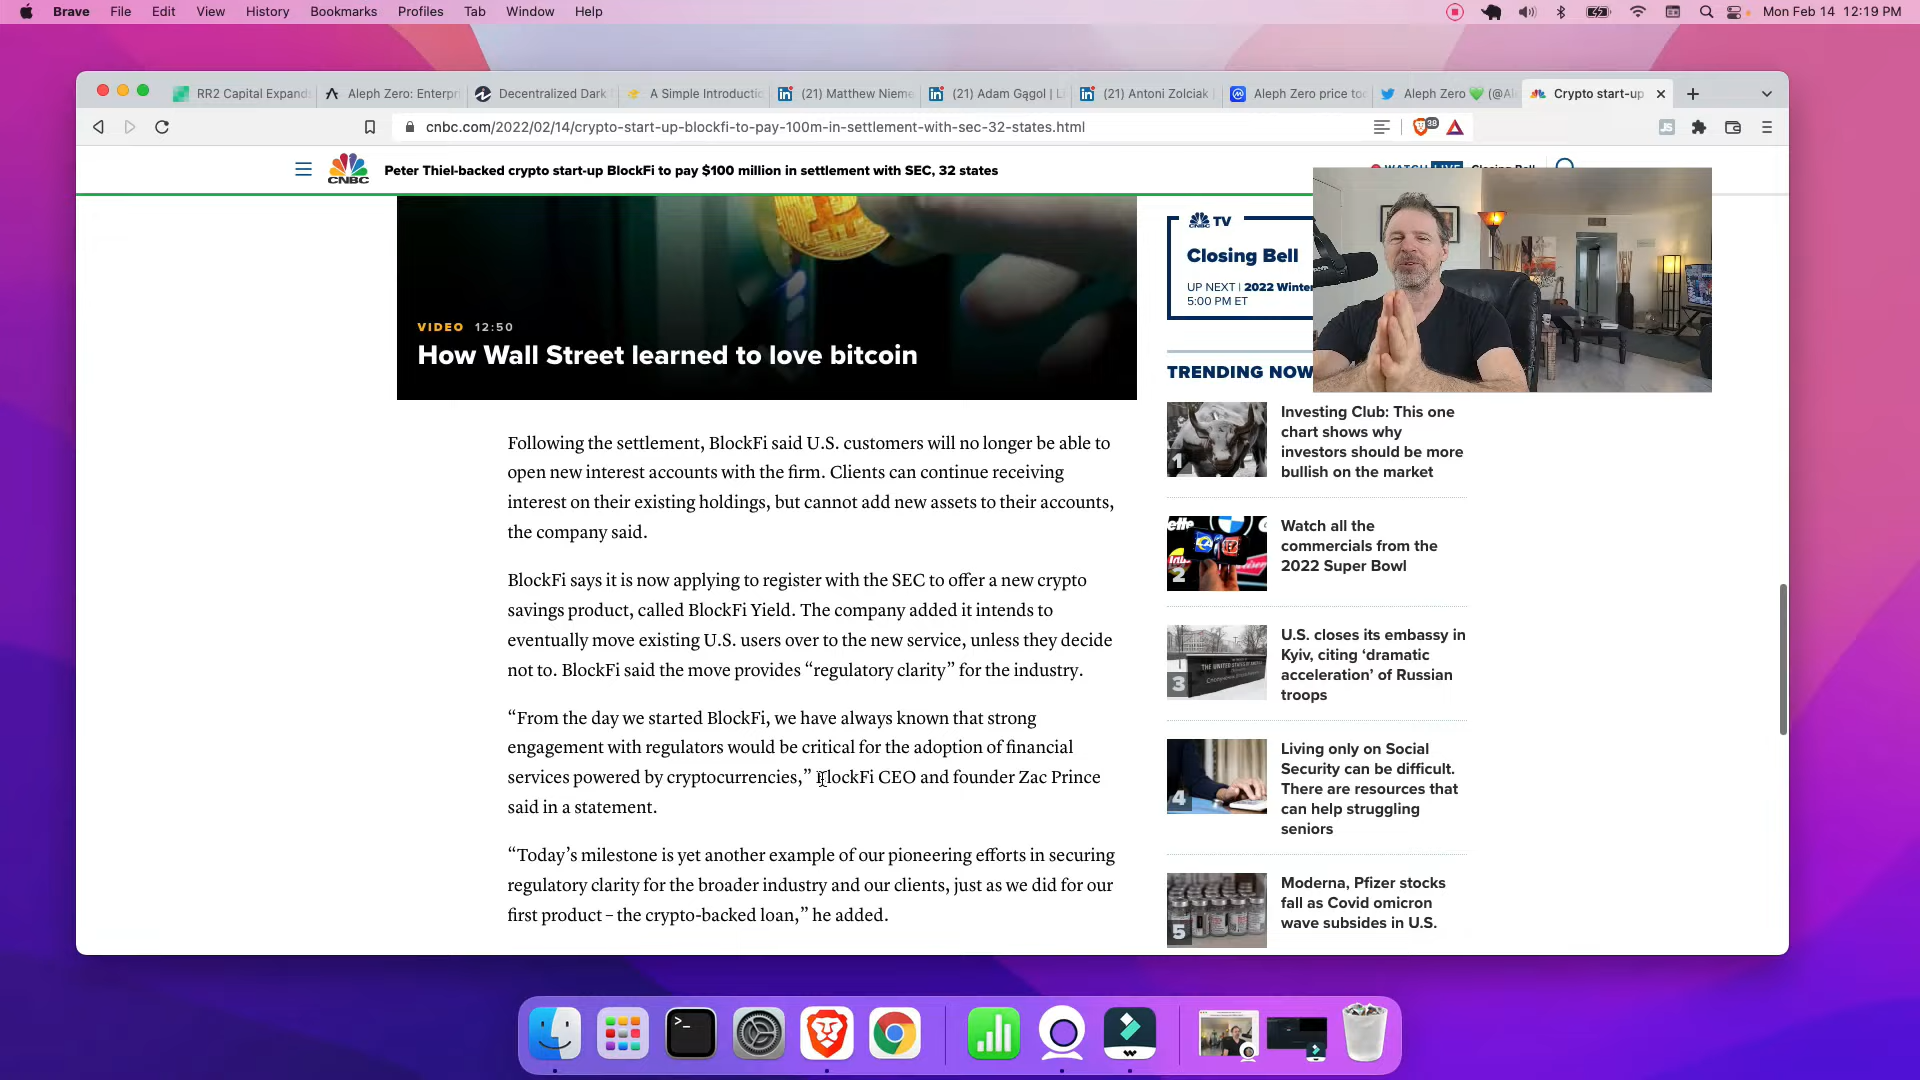 Brave File Edit View History Bookmarks Profiles Tab Window Help
Mon Feb 14 12:19 PM
RR2 Capital Expand
Aleph Zero: Enterp
Decentralized Dark
A Simple Introductio
(21) Matthew Nieme
(21) Adam Gągol | L
(21) Antoni Zolciak
Aleph Zero price to
Aleph Zero 💚 (@Al
Crypto start-up
cnbc.com/2022/02/14/crypto-start-up-blockfi-to-pay-100m-in-settlement-with-sec-32-states.html
38
JS
CNBC
Peter Thiel-backed crypto start-up BlockFi to pay $100 million in settlement with SEC, 32 states
VIDEO 12:50
How Wall Street learned to love bitcoin
Following the settlement, BlockFi said U.S. customers will no longer be able to
open new interest accounts with the firm. Clients can continue receiving
interest on their existing holdings, but cannot add new assets to their accounts,
the company said.
BlockFi says it is now applying to register with the SEC to offer a new crypto
savings product, called BlockFi Yield. The company added it intends to
eventually move existing U.S. users over to the new service, unless they decide
not to. BlockFi said the move provides “regulatory clarity” for the industry.
“From the day we started BlockFi, we have always known that strong
engagement with regulators would be critical for the adoption of financial
services powered by cryptocurrencies,” BlockFi CEO and founder Zac Prince
said in a statement.
“Today’s milestone is yet another example of our pioneering efforts in securing
regulatory clarity for the broader industry and our clients, just as we did for our
first product – the crypto-backed loan,” he added.
TV
Closing Bell
UP NEXT | 2022 Winter
5:00 PM ET
TRENDING NOW
1
Investing Club: This one
chart shows why
investors should be more
bullish on the market
2
Watch all the
commercials from the
2022 Super Bowl
3
U.S. closes its embassy in
Kyiv, citing ‘dramatic
acceleration’ of Russian
troops
4
Living only on Social
Security can be difficult.
There are resources that
can help struggling
seniors
5
Moderna, Pfizer stocks
fall as Covid omicron
wave subsides in U.S.